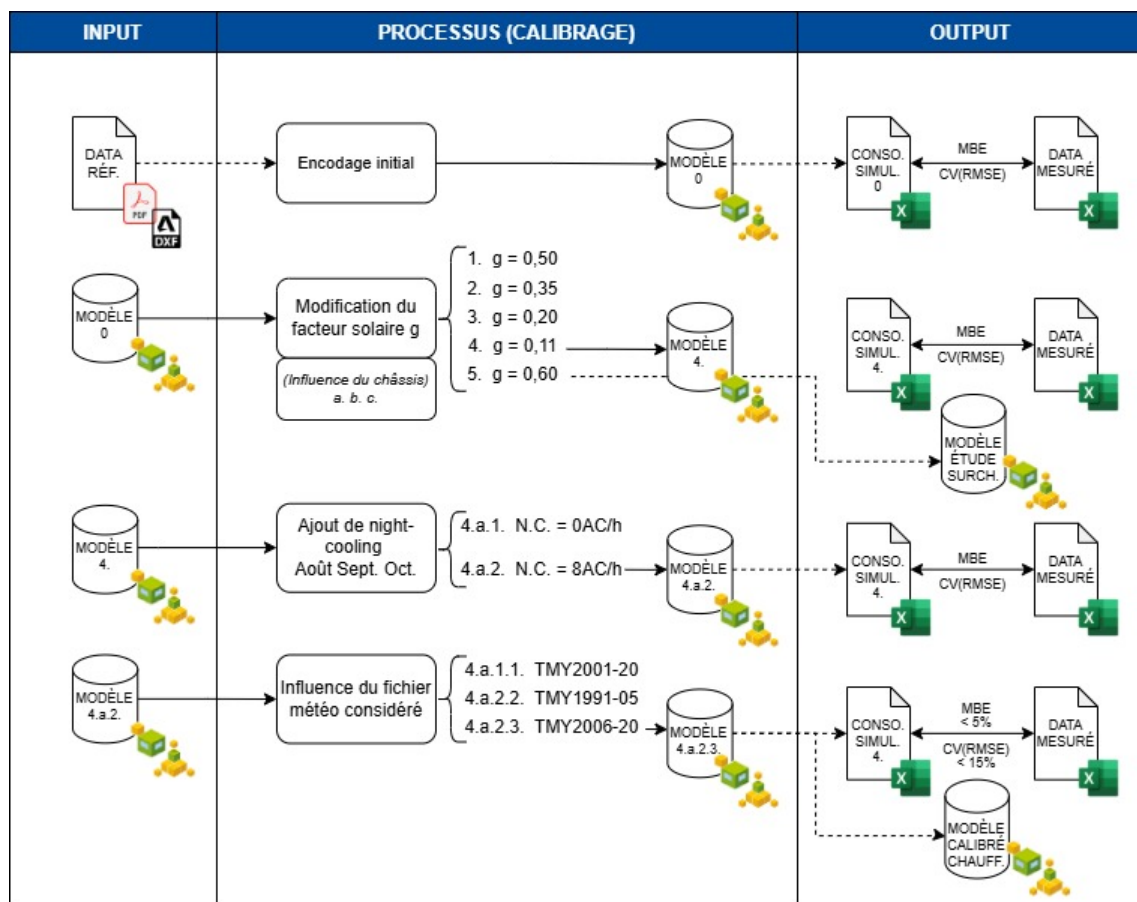 INPUT
PROCESSUS (CALIBRAGE)
OUTPUT
DATA
RÉF.
PDF
DXF
Encodage initial
MODÈLE
0
CONSO.
SIMUL.
0
X
MBE
CV(RMSE)
DATA
MESURÉ
X
MODÈLE
0
Modification du
facteur solaire g
(Influence du châssis)
a. b. c.
1. g = 0,50
2. g = 0,35
3. g = 0,20
4. g = 0,11
5. g = 0,60
MODÈLE
4.
CONSO.
SIMUL.
4.
X
MBE
CV(RMSE)
DATA
MESURÉ
X
MODÈLE
ÉTUDE
SURCH.
MODÈLE
4.
Ajout de night-
cooling
Août Sept. Oct.
4.a.1. N.C. = 0AC/h
4.a.2. N.C. = 8AC/h
MODÈLE
4.a.2.
CONSO.
SIMUL.
4.
X
MBE
CV(RMSE)
DATA
MESURÉ
X
MODÈLE
4.a.2.
Influence du fichier
météo considéré
4.a.1.1. TMY2001-20
4.a.2.2. TMY1991-05
4.a.2.3. TMY2006-20
MODÈLE
4.a.2.3.
CONSO.
SIMUL.
4.
X
MBE
< 5%
CV(RMSE)
< 15%
DATA
MESURÉ
X
MODÈLE
CALIBRÉ
CHAUFF.